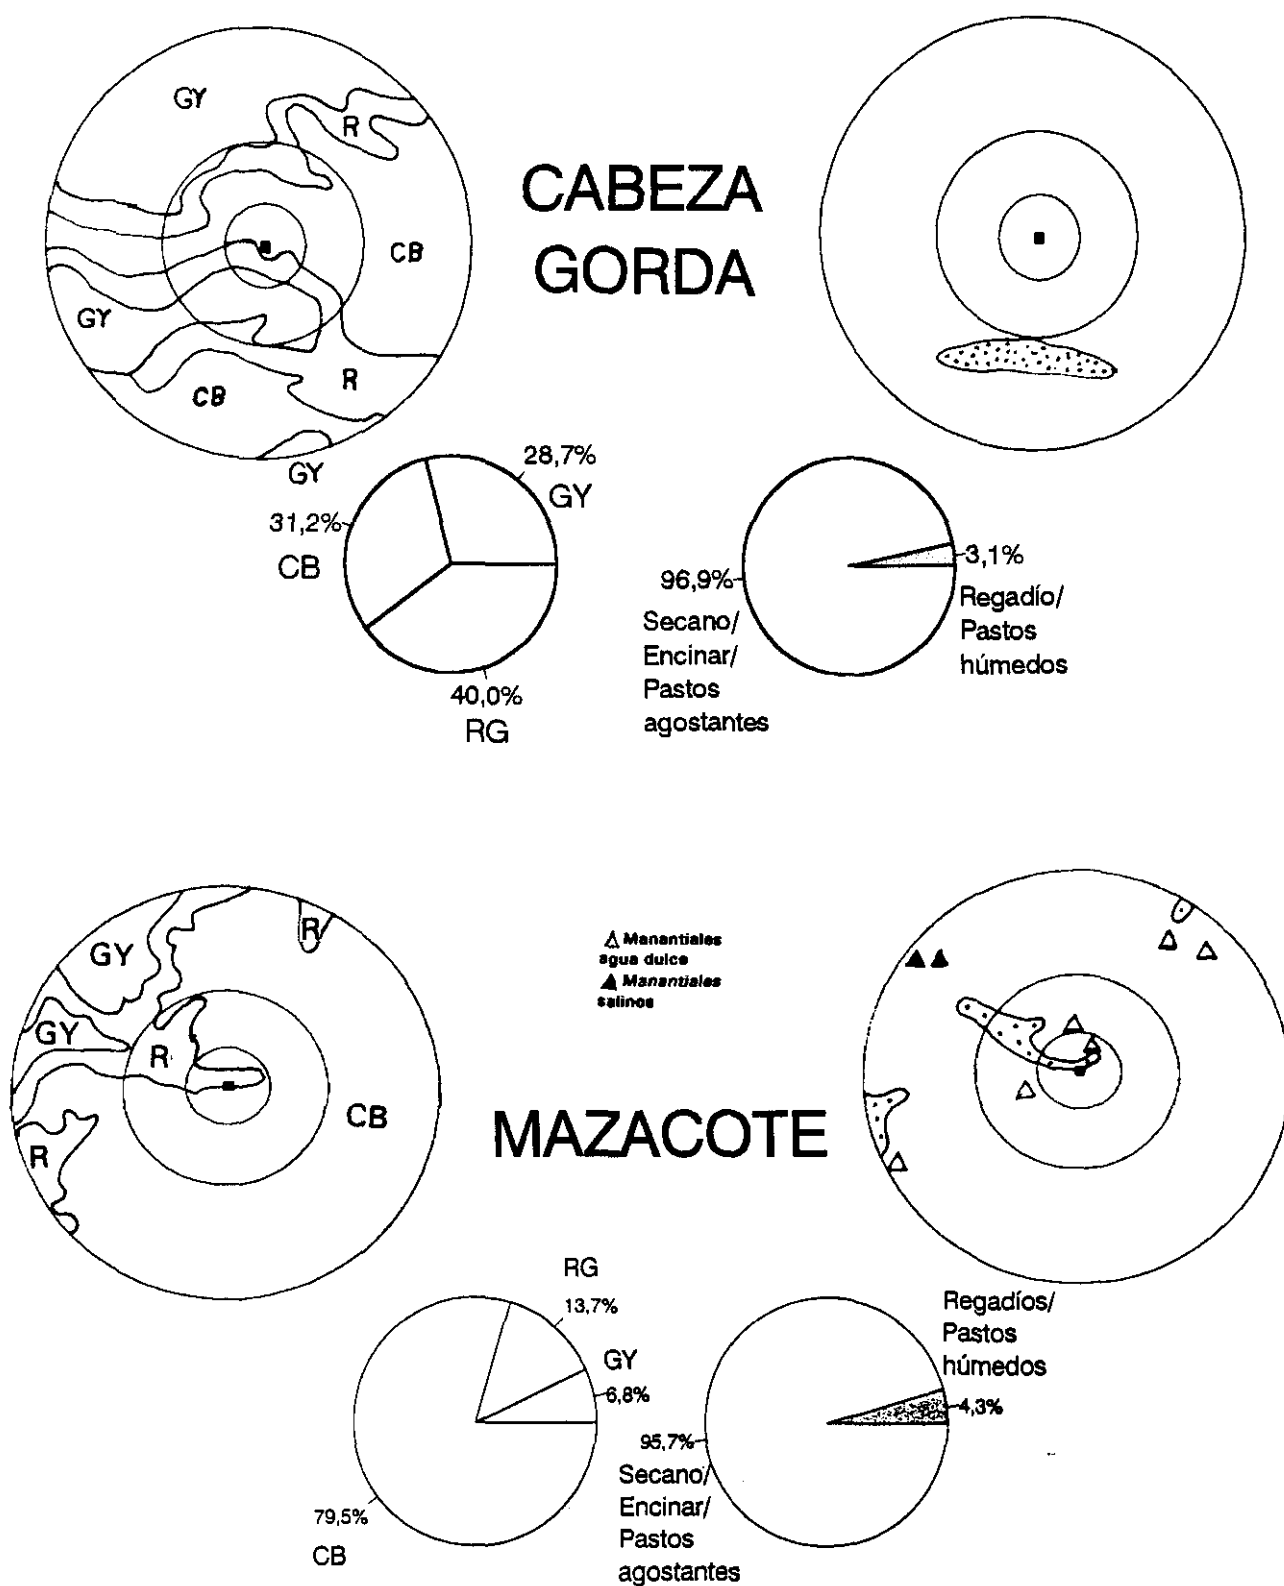 GY
R
CB
GY
R
CB
GY
CABEZA
GORDA
28,7%
GY
31,2%
CB
40,0%
RG
96,9%
Secano/
Encinar/
Pastos
agostantes
3,1%
Regadío/
Pastos
húmedos
GY
R
GY
R
CB
R
Manantiales
agua dulce
Manantiales
salinos
MAZACOTE
RG
13,7%
GY
6,8%
79,5%
CB
Regadíos/
Pastos
húmedos
4,3%
95,7%
Secano/
Encinar/
Pastos
agostantes